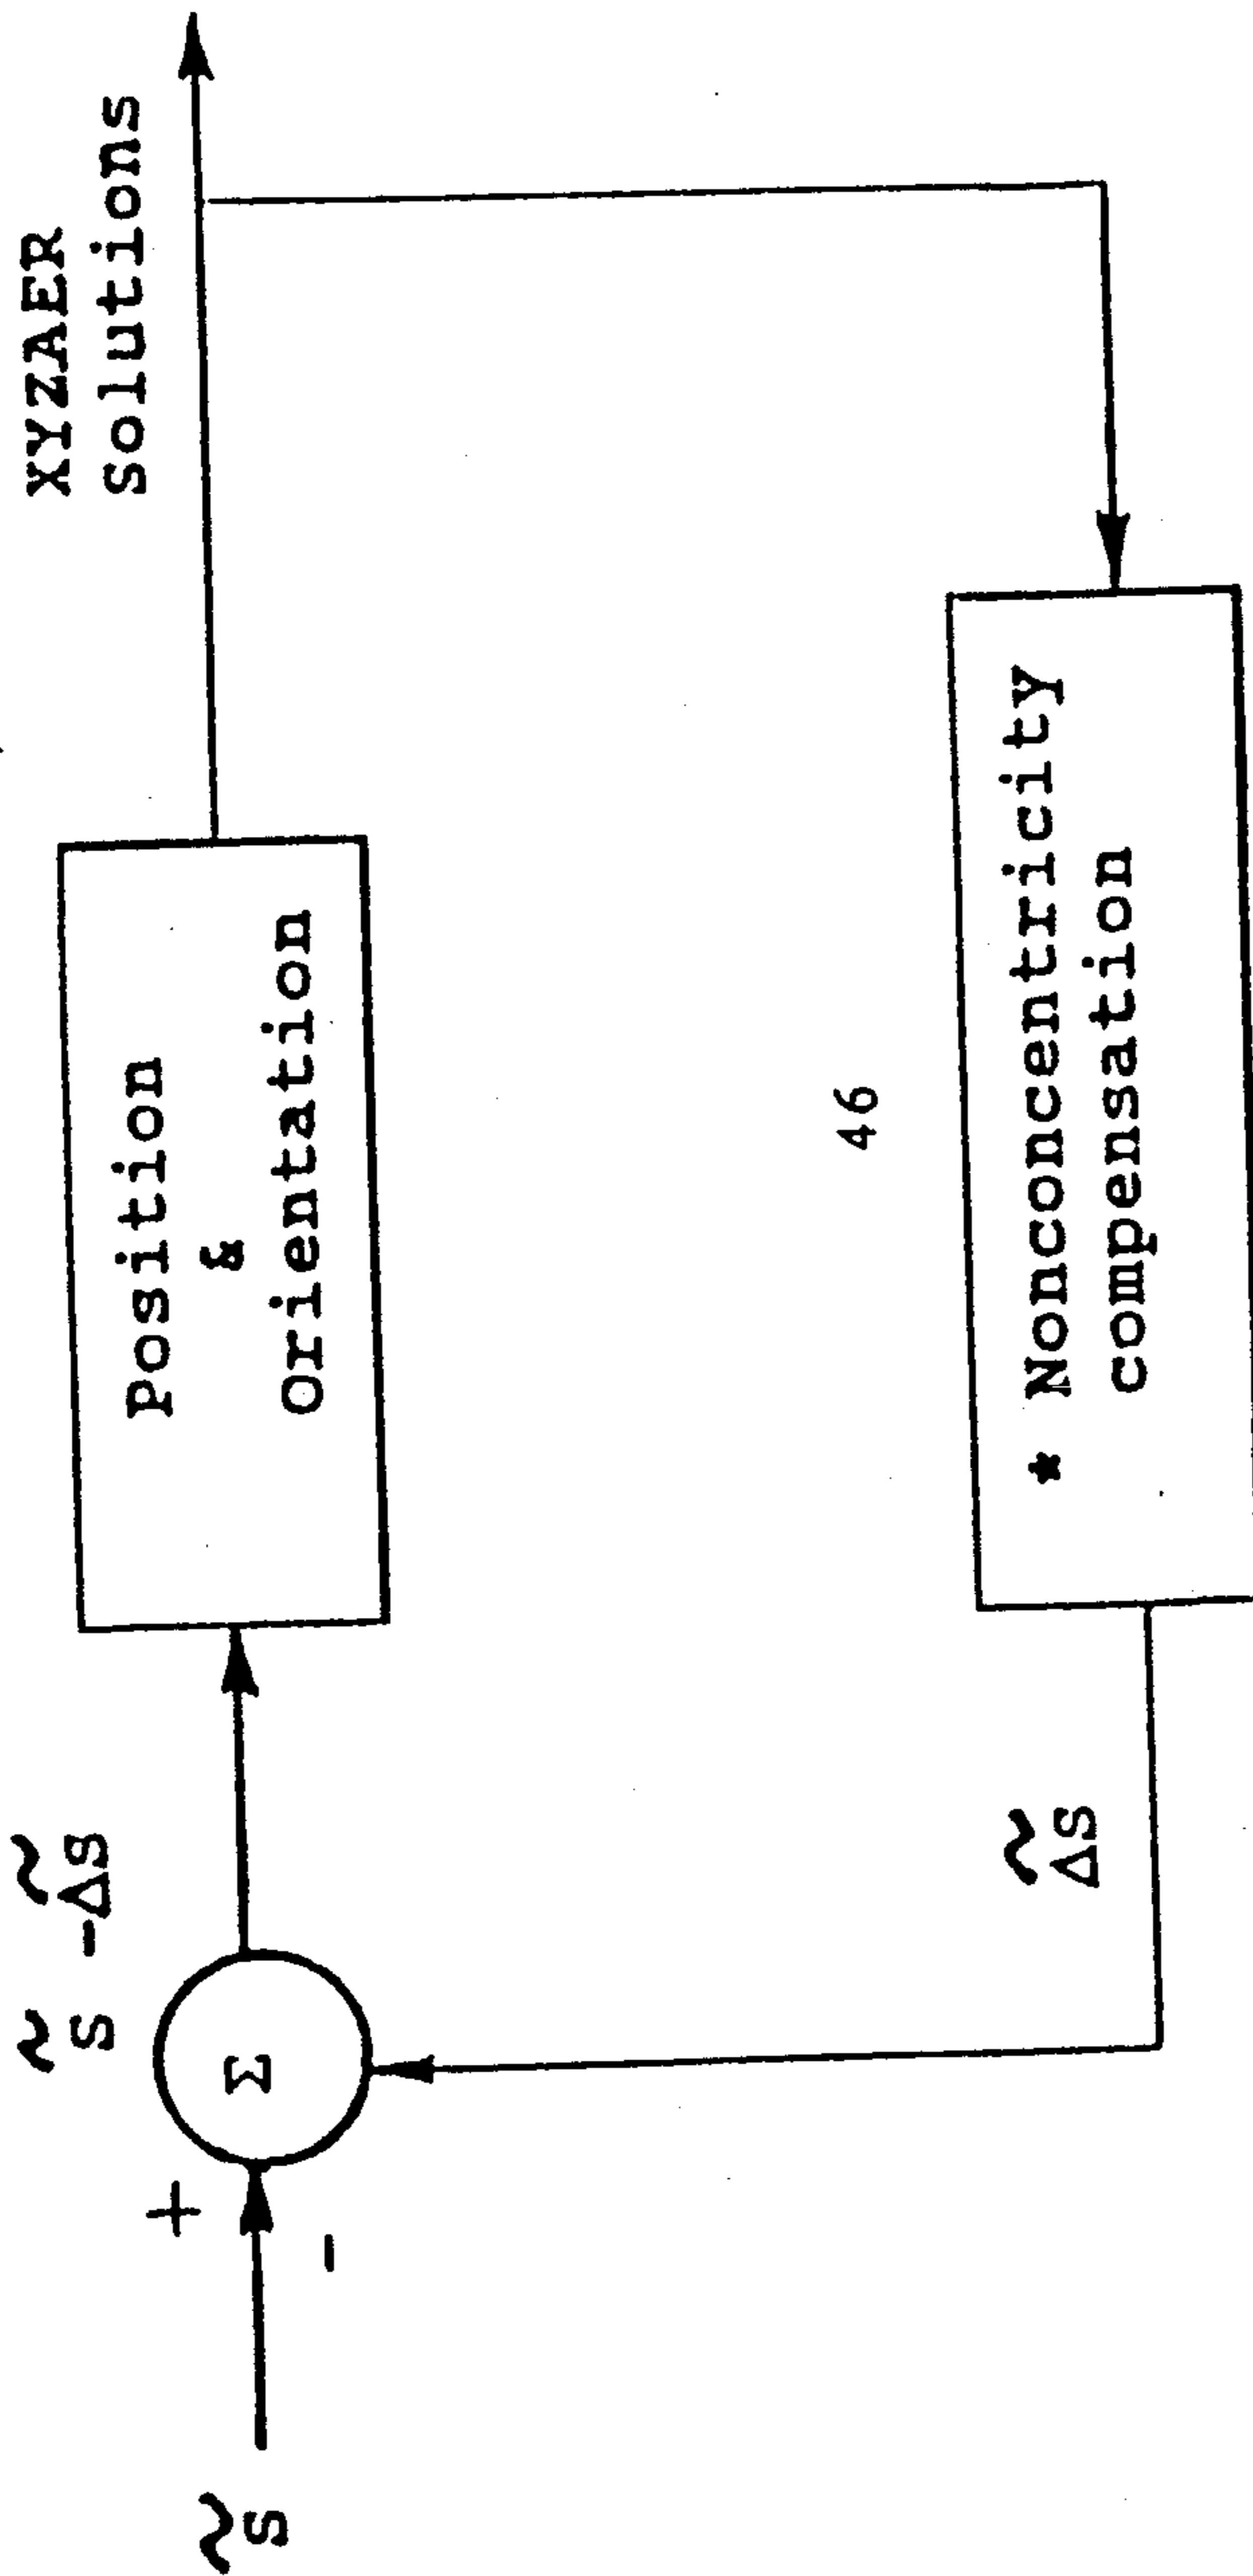 S̃
+
-
Σ
S̃ -Δ̃S
Position
&
Orientation
XYZAER
solutions
46
* Nonconcentricity
compensation
Δ̃S